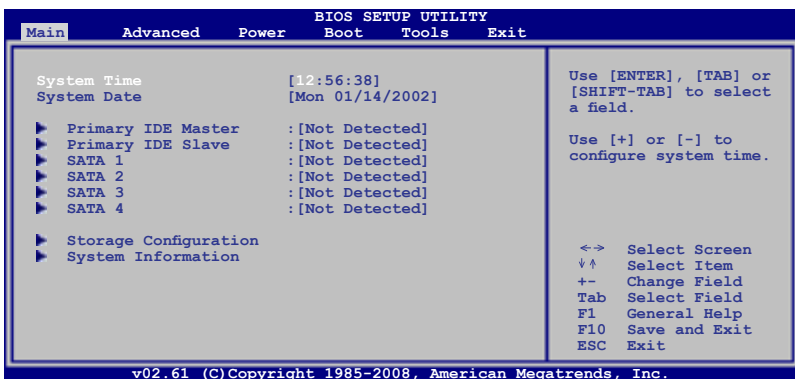 BIOS SETUP UTILITY
Main Advanced Power Boot Tools Exit
System Time [12:56:38]
System Date [Mon 01/14/2002]
Primary IDE Master :[Not Detected]
Primary IDE Slave :[Not Detected]
SATA 1 :[Not Detected]
SATA 2 :[Not Detected]
SATA 3 :[Not Detected]
SATA 4 :[Not Detected]
Storage Configuration
System Information
Use [ENTER], [TAB] or
[SHIFT-TAB] to select
a field.
Use [+] or [-] to
configure system time.
←→ Select Screen
↓↑ Select Item
+- Change Field
Tab Select Field
F1 General Help
F10 Save and Exit
ESC Exit
v02.61 (C)Copyright 1985-2008, American Megatrends, Inc.